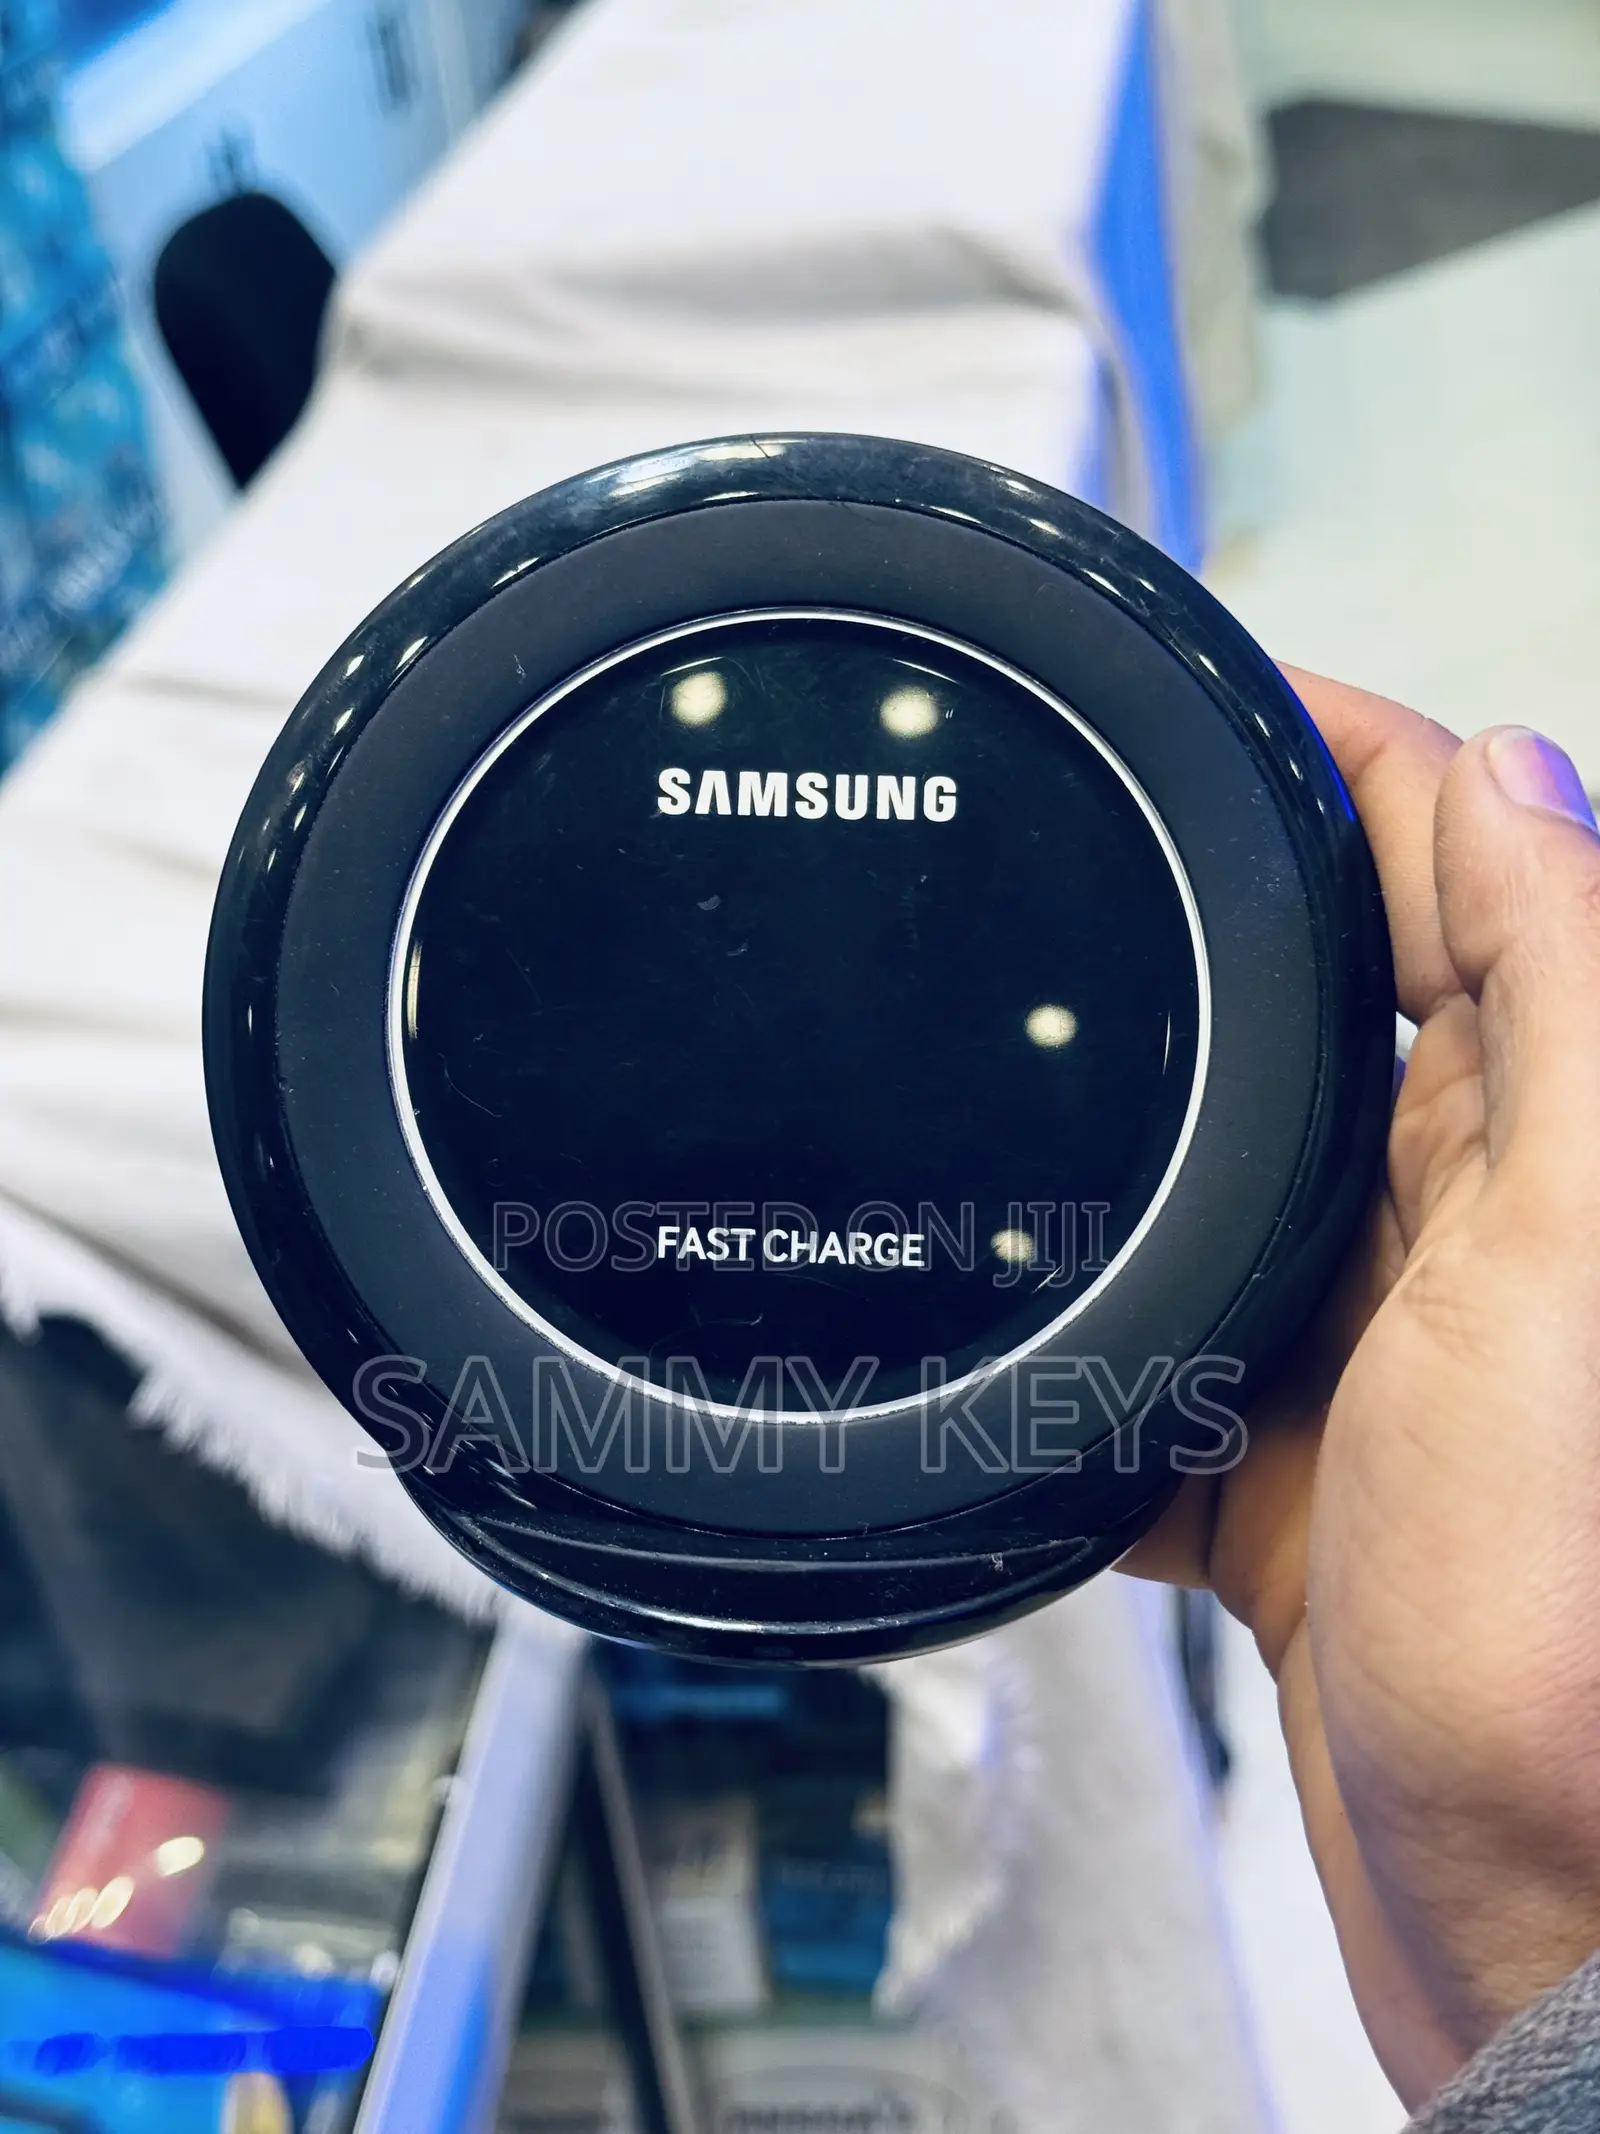 SAMSUNG
POSTED ON JIJI
FAST CHARGE
SAMMY KEYS